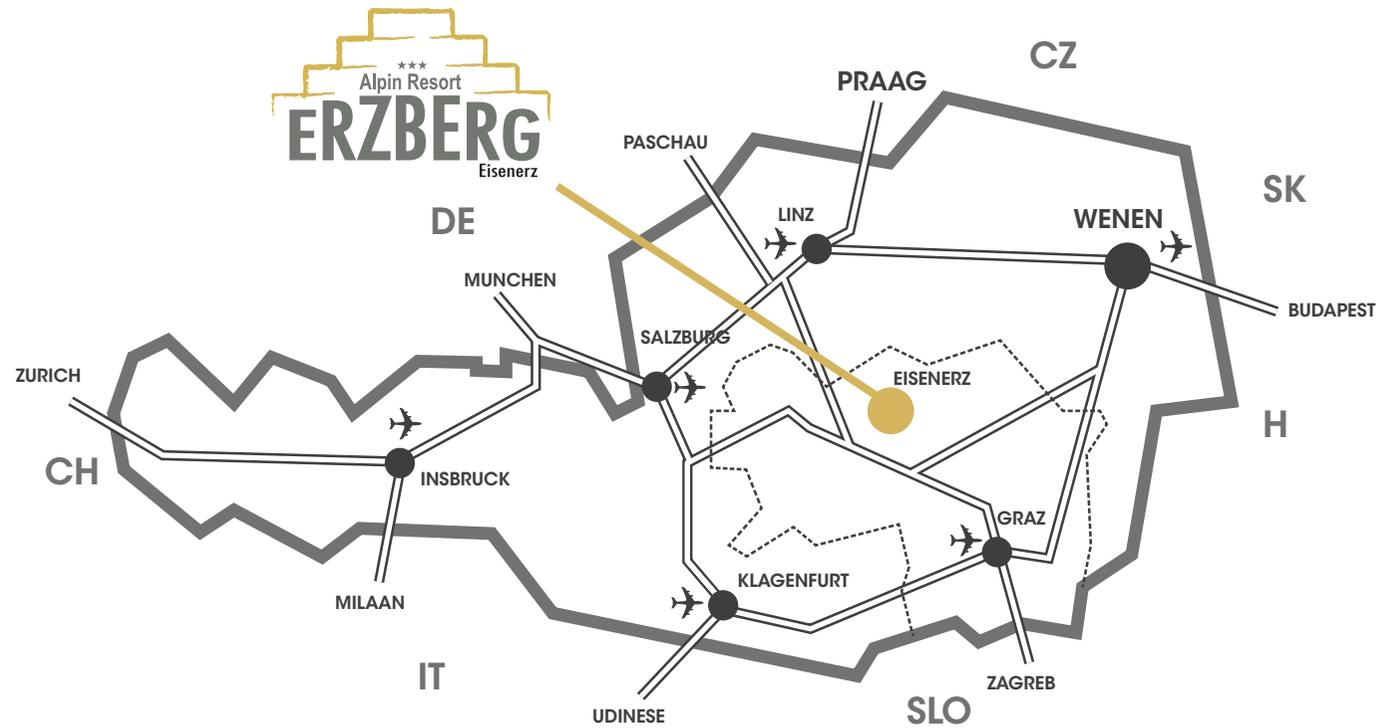 ★★★
Alpin Resort
ERZBERG
Eisenerz
CZ
PRAAG
PASCHAU
SK
DE
LINZ
WENEN
MUNCHEN
BUDAPEST
SALZBURG
ZURICH
EISENERZ
H
CH
INSBRUCK
GRAZ
KLAGENFURT
MILAAN
IT
ZAGREB
UDINESE
SLO